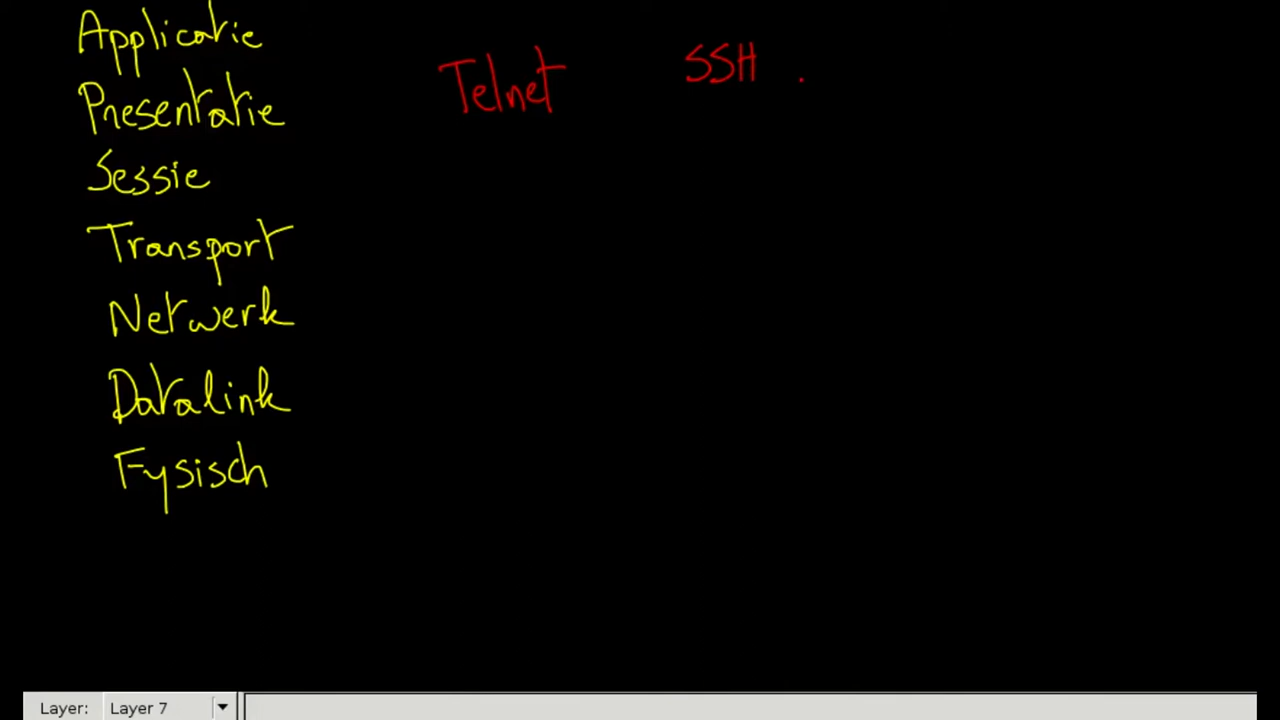 Applicatie
Telnet SSH .
Presentatie
Sessie
Transport
Netwerk
Datalink
Fysisch
Layer: Layer 7